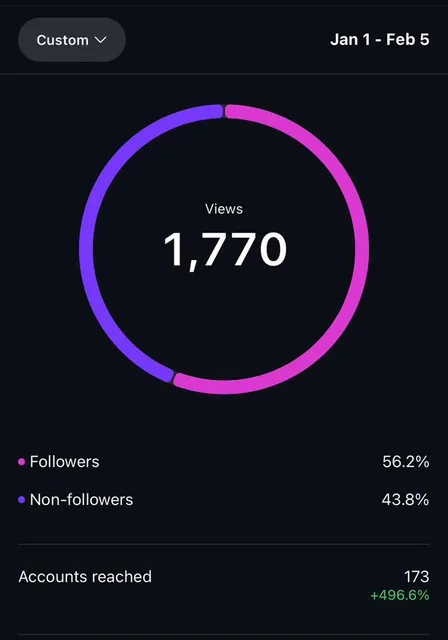 Custom
Jan 1 - Feb 5
Views
1,770
Followers 56.2%
Non-followers 43.8%
Accounts reached 173
+496.6%